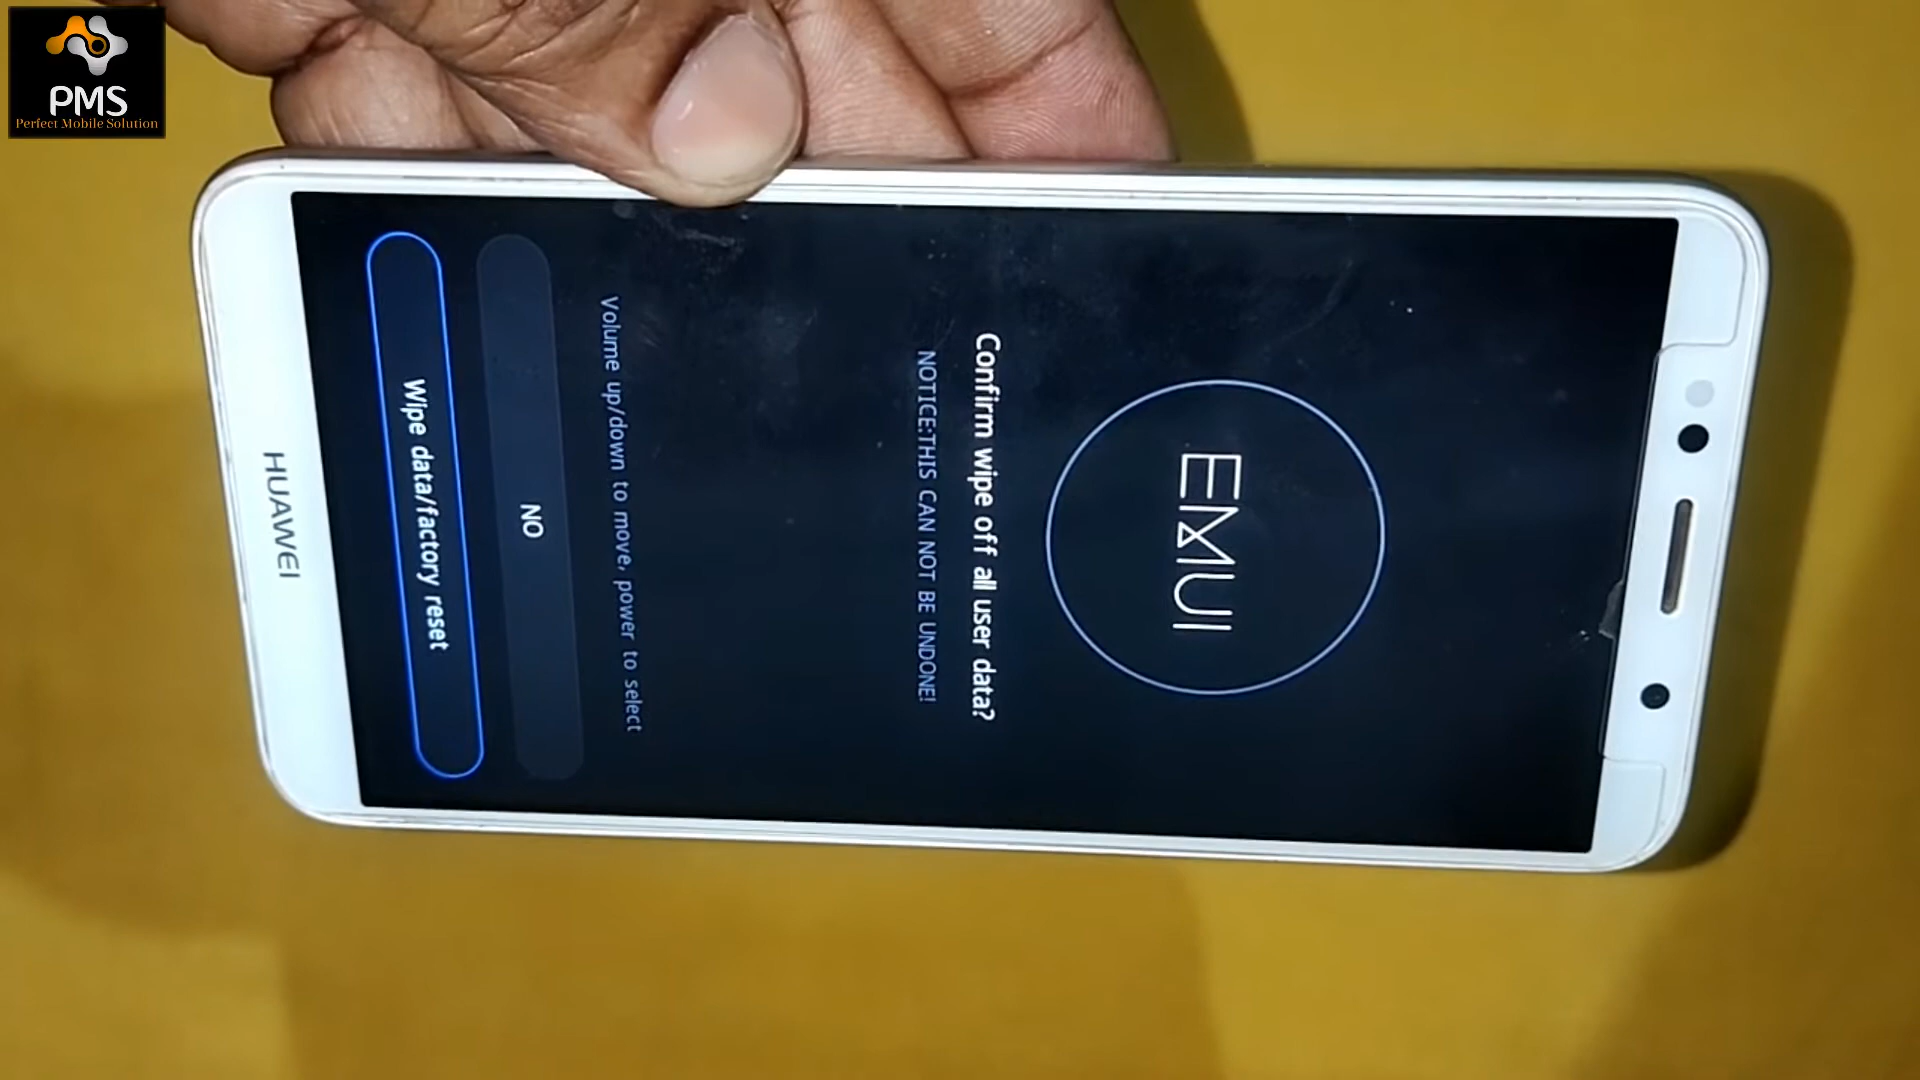 PMS
Perfect Mobile Solution
EMUI
Confirm wipe off all user data?
NOTICE:THIS CAN NOT BE UNDONE!
Volume up/down to move, power to select
NO
Wipe data/factory reset
HUAWEI